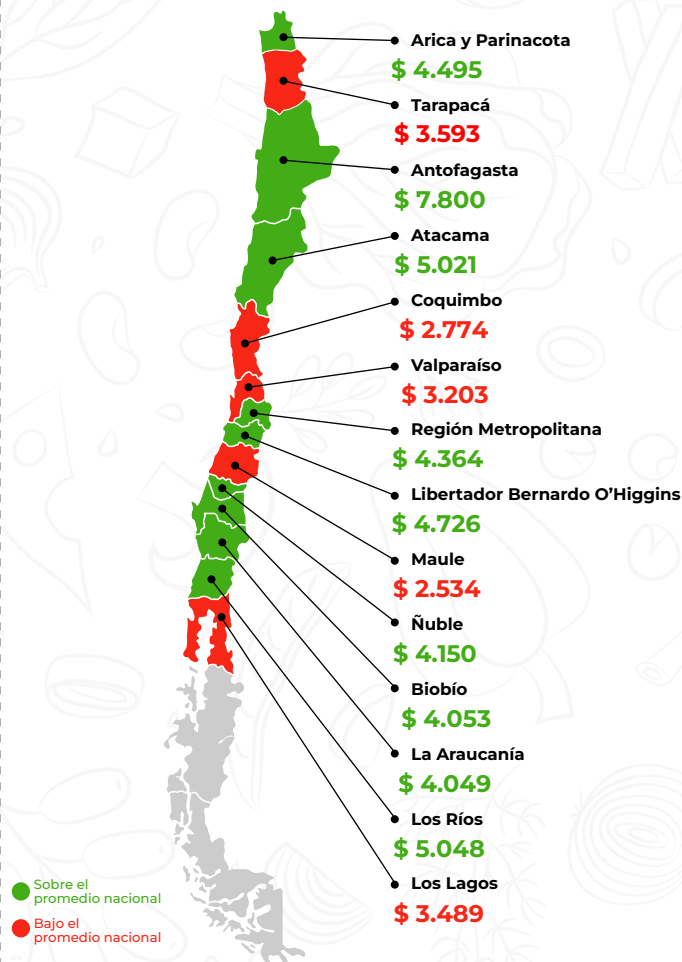 Arica y Parinacota
$ 4.495
Tarapacá
$ 3.593
Antofagasta
$ 7.800
Atacama
$ 5.021
Coquimbo
$ 2.774
Valparaíso
$ 3.203
Región Metropolitana
$ 4.364
Libertador Bernardo O’Higgins
$ 4.726
Maule
$ 2.534
Ñuble
$ 4.150
Biobío
$ 4.053
La Araucanía
$ 4.049
Los Ríos
$ 5.048
Los Lagos
$ 3.489
Sobre el
promedio nacional
Bajo el
promedio nacional